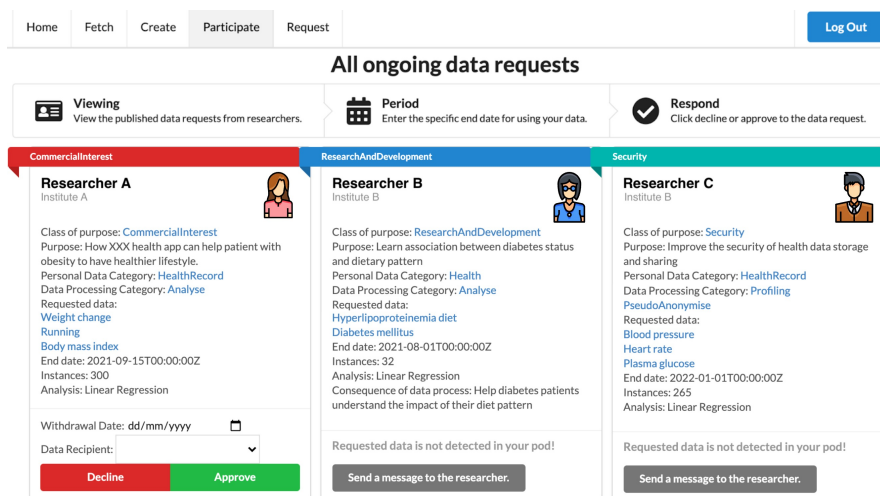 Home Fetch Create Participate Request Log Out
All ongoing data requests
Viewing
View the published data requests from researchers.
Period
Enter the specific end date for using your data.
Respond
Click decline or approve to the data request.
CommercialInterest
Researcher A
Institute A
Class of purpose: CommercialInterest
Purpose: How XXX health app can help patient with
obesity to have healthier lifestyle.
Personal Data Category: HealthRecord
Data Processing Category: Analyse
Requested data:
Weight change
Running
Body mass index
End date: 2021-09-15T00:00:00Z
Instances: 300
Analysis: Linear Regression
Withdrawal Date: dd/mm/yyyy
Data Recipient:
Decline Approve
ResearchAndDevelopment
Researcher B
Institute B
Class of purpose: ResearchAndDevelopment
Purpose: Learn association between diabetes status
and dietary pattern
Personal Data Category: Health
Data Processing Category: Analyse
Requested data:
Hyperlipoproteinemia diet
Diabetes mellitus
End date: 2021-08-01T00:00:00Z
Instances: 32
Analysis: Linear Regression
Consequence of data process: Help diabetes patients
understand the impact of their diet pattern
Requested data is not detected in your pod!
Send a message to the researcher.
Security
Researcher C
Institute B
Class of purpose: Security
Purpose: Improve the security of health data storage
and sharing
Personal Data Category: HealthRecord
Data Processing Category: Profiling
PseudoAnonymise
Requested data:
Blood pressure
Heart rate
Plasma glucose
End date: 2022-01-01T00:00:00Z
Instances: 265
Analysis: Linear Regression
Requested data is not detected in your pod!
Send a message to the researcher.